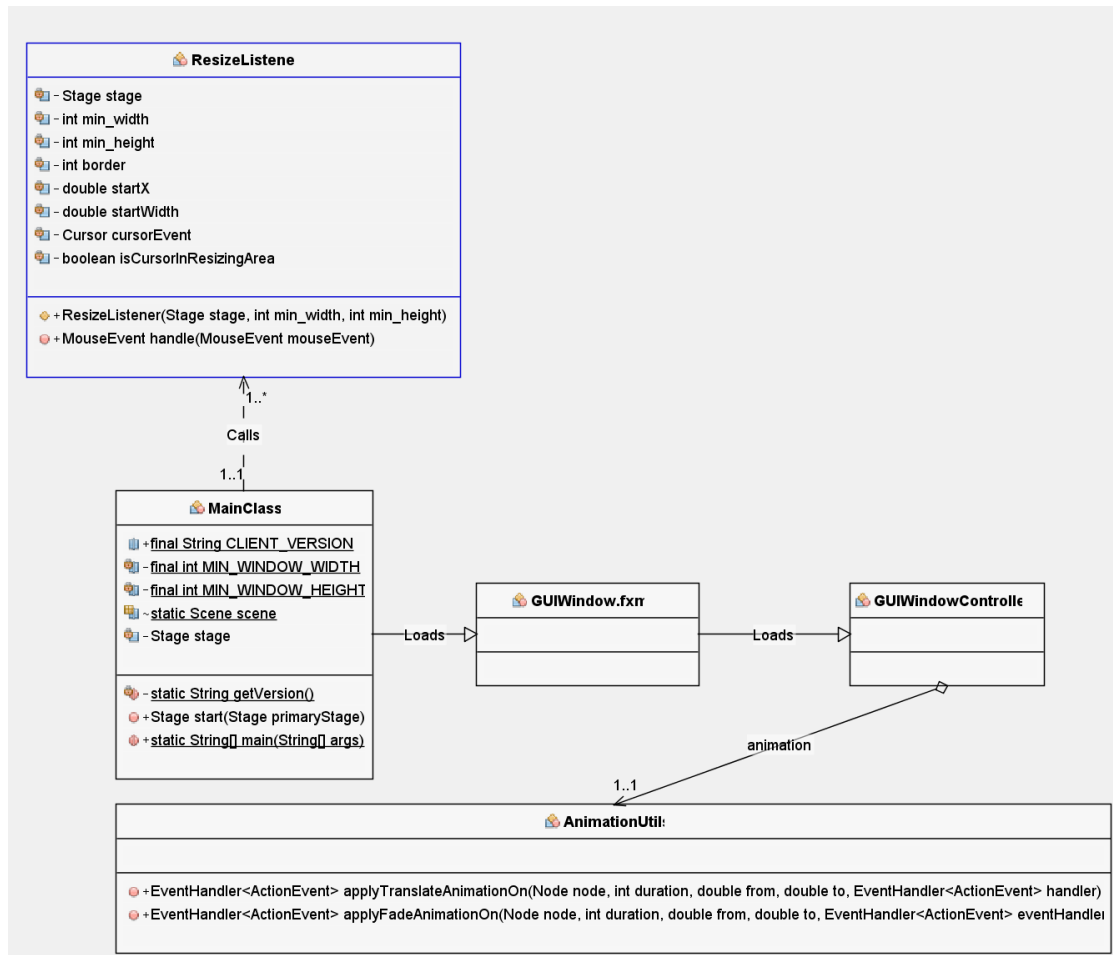 ResizeListene
- Stage stage
- int min_width
- int min_height
- int border
- double startX
- double startWidth
- Cursor cursorEvent
- boolean isCursorInResizingArea
+ResizeListener(Stage stage, int min_width, int min_height)
+MouseEvent handle(MouseEvent mouseEvent)
1..*
Calls
1..1
MainClass
+final String CLIENT_VERSION
-final int MIN_WINDOW_WIDTH
-final int MIN_WINDOW_HEIGHT
~static Scene scene
-Stage stage
-static String getVersion()
+Stage start(Stage primaryStage)
+static String[] main(String[] args)
Loads
GUIWindow.fxm
Loads
GUIWindowControlle
animation
1..1
AnimationUtils
+EventHandler<ActionEvent> applyTranslateAnimationOn(Node node, int duration, double from, double to, EventHandler<ActionEvent> handler)
+EventHandler<ActionEvent> applyFadeAnimationOn(Node node, int duration, double from, double to, EventHandler<ActionEvent> eventHandler